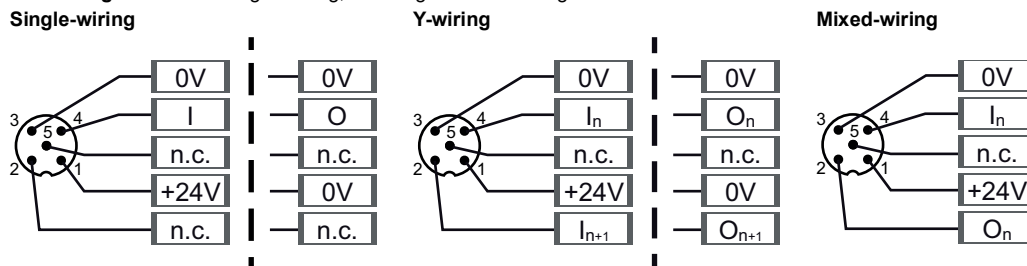 Single-wiring
Y-wiring
Mixed-wiring
3 4 5 2 1
0V
I
n.c.
+24V
n.c.
0V
O
n.c.
0V
n.c.
3 4 5 2 1
0V
In
n.c.
+24V
In+1
0V
On
n.c.
0V
On+1
3 4 5 2 1
0V
In
n.c.
+24V
On